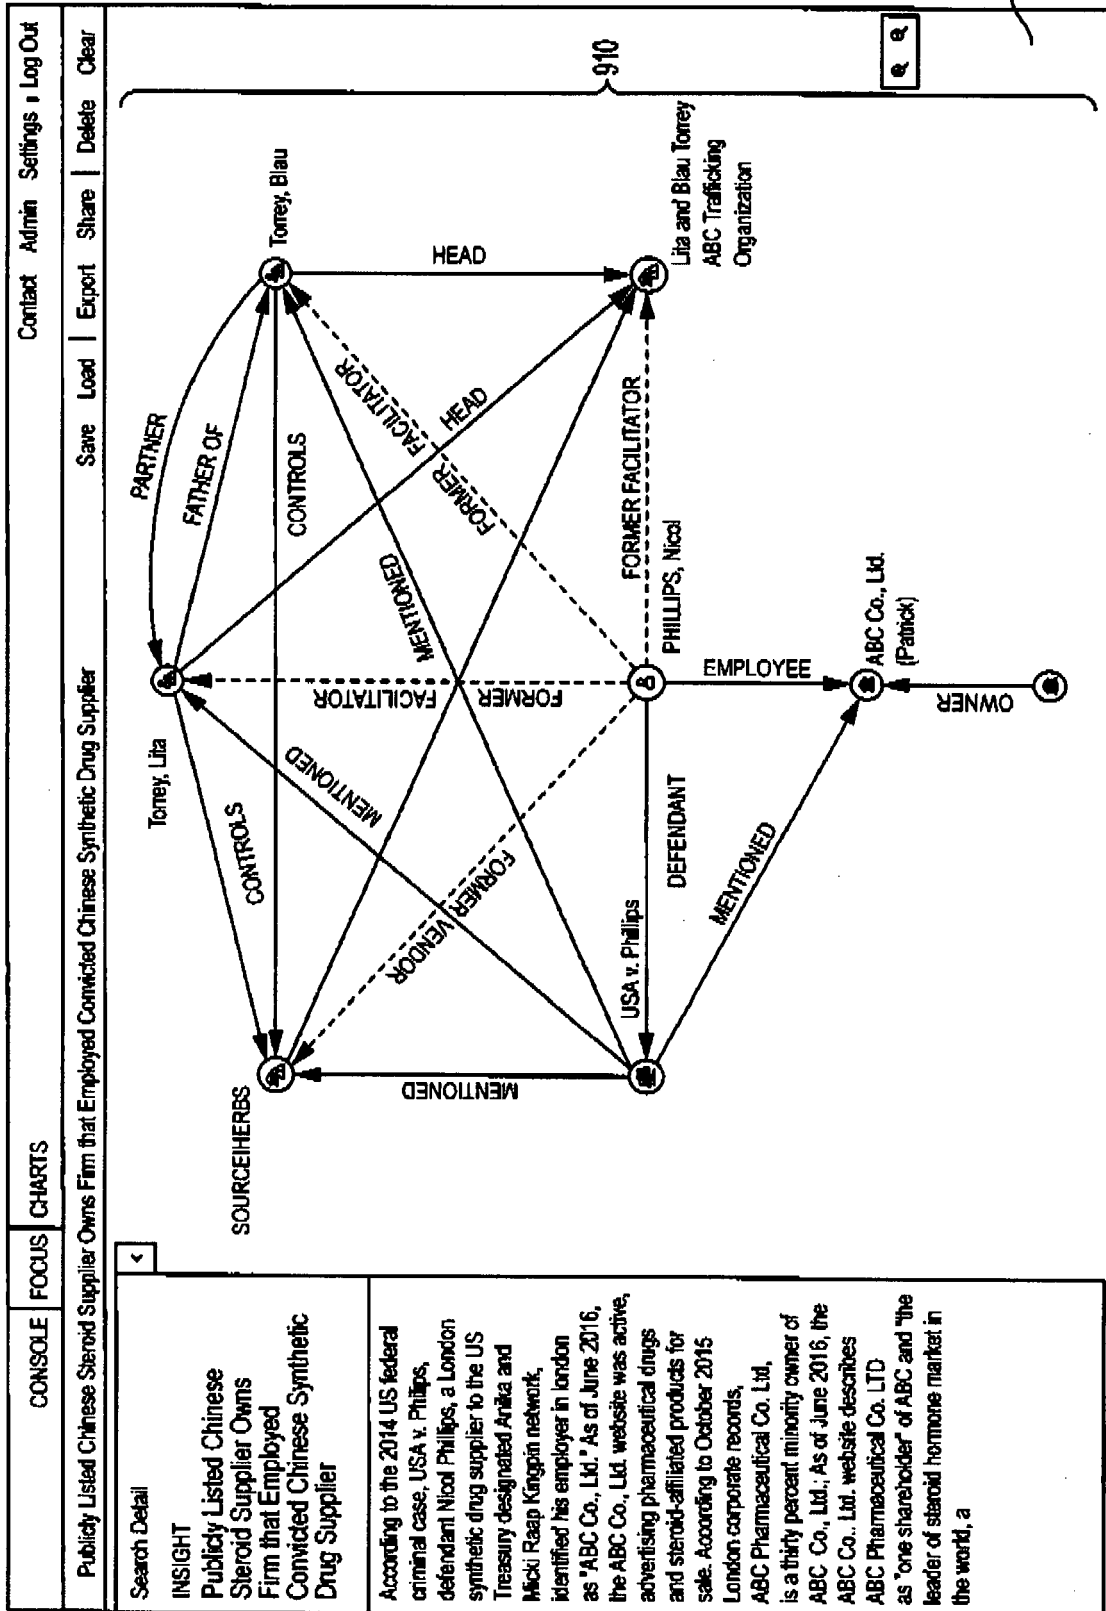 CONSOLE FOCUS CHARTS Contact Admin Settings Log Out
Publicly Listed Chinese Steroid Supplier Owns Firm that Employed Convicted Chinese Synthetic Drug Supplier Save Load | Export Share | Delete Clear
Search Detail
<
INSIGHT
Publicly Listed Chinese
Steroid Supplier Owns
Firm that Employed
Convicted Chinese Synthetic
Drug Supplier
According to the 2014 US federal
criminal case, USA v. Phillips,
defendant Nicol Phillips, a London
synthetic drug supplier to the US
Treasury designated Anika and
Micki Raap Kingpin network,
identified his employer in london
as "ABC Co., Ltd." As of June 2016,
the ABC Co., Ltd. website was active,
advertising pharmaceutical drugs
and steroid-affiliated products for
sale. According to October 2015
London corporate records,
ABC Pharmaceutical Co. Ltd,
is a thirty percent minority owner of
ABC Co., Ltd.; As of June 2016, the
ABC Co.. Ltd. website describes
ABC Pharmaceutical Co. LTD
as "one shareholder" of ABC and "the
leader of steroid hormone market in
the world, a
PARTNER
Torrey, Lita
FATHER OF
Torrey, Blau
CONTROLS
CONTROLS
SOURCEIHERBS
HEAD
HEAD
FORMER FACILITATOR
MENTIONED
MENTIONED
FORMER FACILITATOR
FORMER VENDOR
MENTIONED
USA v. Phillips
DEFENDANT
PHILLIPS, Nicol
FORMER FACILITATOR
Lita and Blau Torrey
ABC Trafficking
Organization
EMPLOYEE
MENTIONED
ABC Co., Ltd.
(Patrick)
OWNER
910